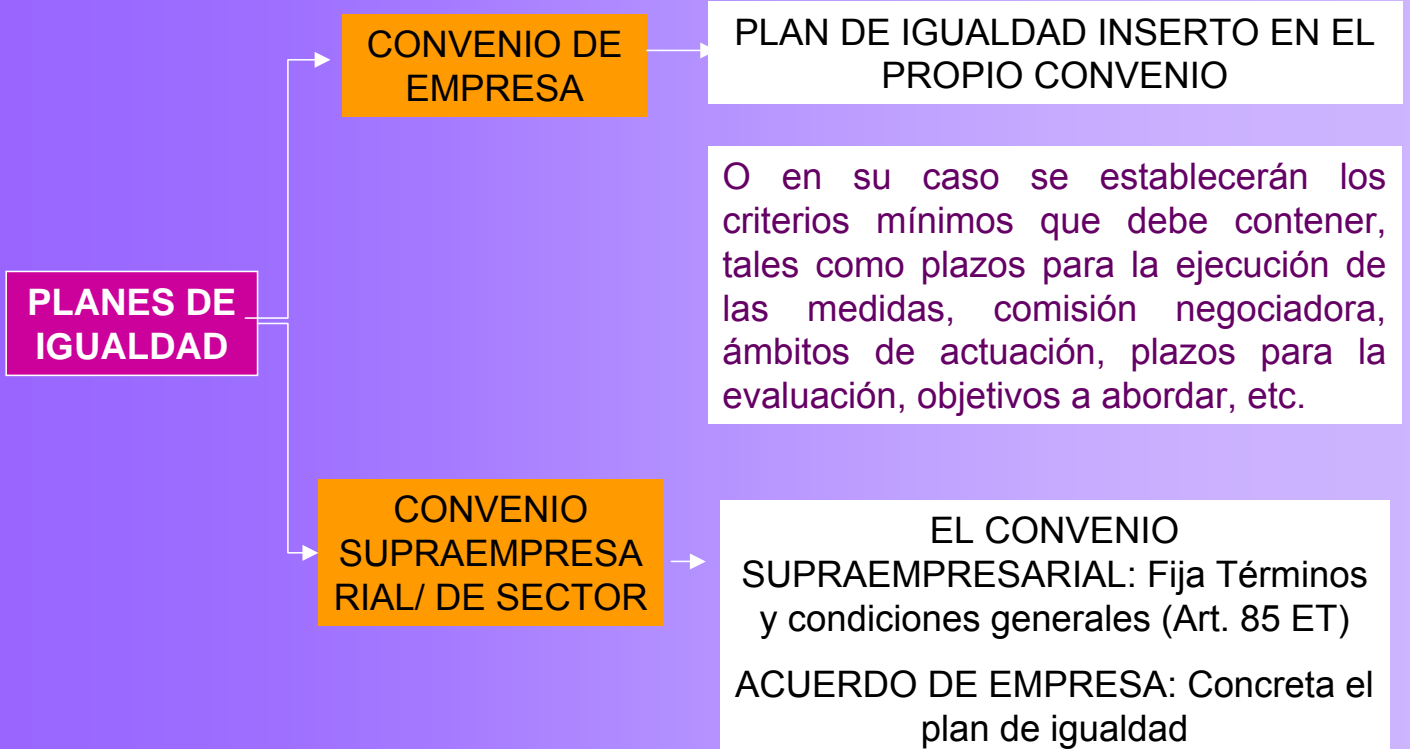 PLANES DE
IGUALDAD
CONVENIO DE
EMPRESA
PLAN DE IGUALDAD INSERTO EN EL
PROPIO CONVENIO
O en su caso se establecerán los
criterios mínimos que debe contener,
tales como plazos para la ejecución de
las medidas, comisión negociadora,
ámbitos de actuación, plazos para la
evaluación, objetivos a abordar, etc.
CONVENIO
SUPRAEMPRESA
RIAL/ DE SECTOR
EL CONVENIO
SUPRAEMPRESARIAL: Fija Términos
y condiciones generales (Art. 85 ET)
ACUERDO DE EMPRESA: Concreta el
plan de igualdad